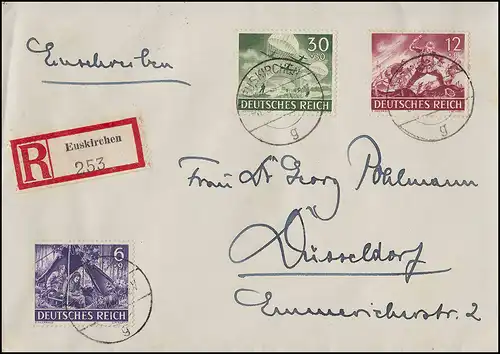 Einschreiben
30
DEUTSCHES REICH
12
DEUTSCHES REICH
EUSKIRCHEN
g
g
R
Euskirchen
253
Frau Dr Georg Pohlmann
Düsseldorf
Emmericherstr. 2
6
DEUTSCHES REICH
g